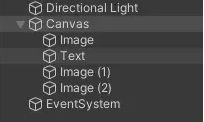 Directional Light
Canvas
Image
Text
Image (1)
Image (2)
EventSystem